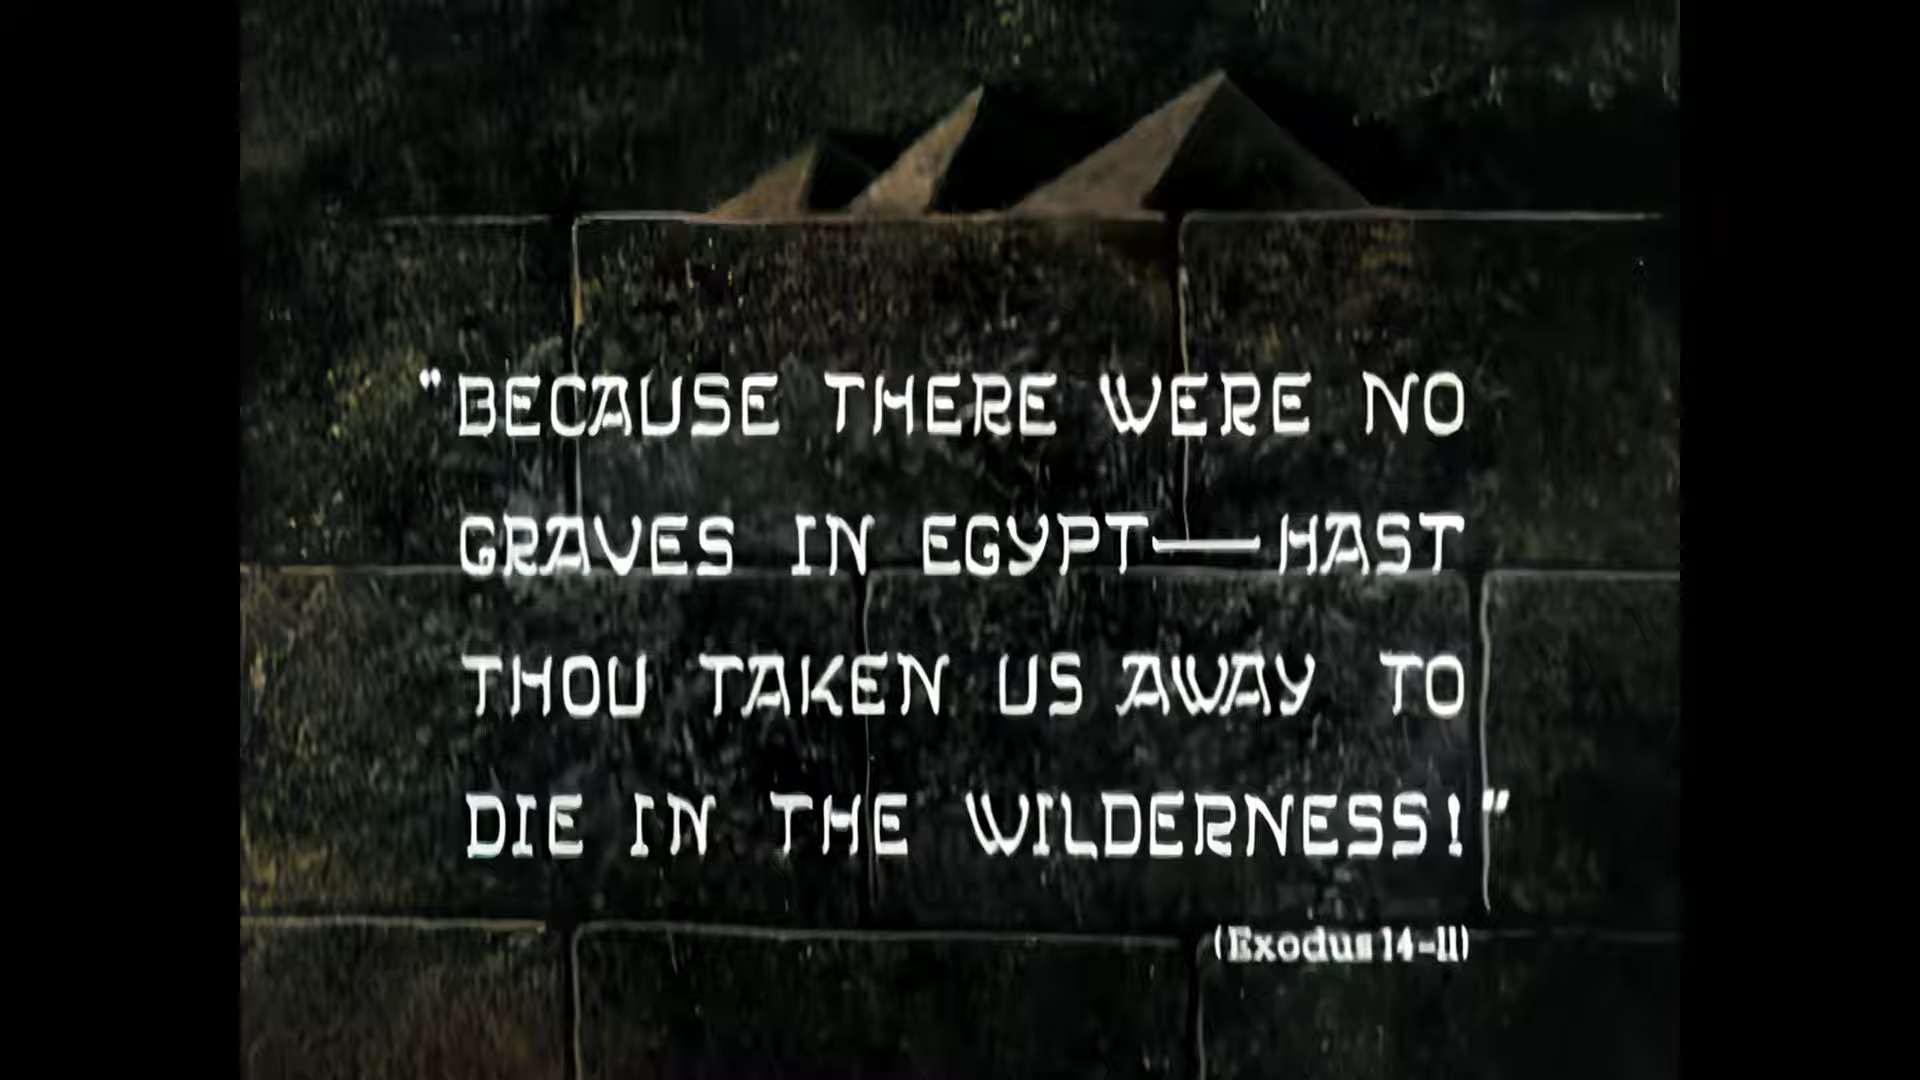 "BECAUSE THERE WERE NO
GRAVES IN EGYPT—HAST
THOU TAKEN US AWAY TO
DIE IN THE WILDERNESS!"
(Exodus 14-11)